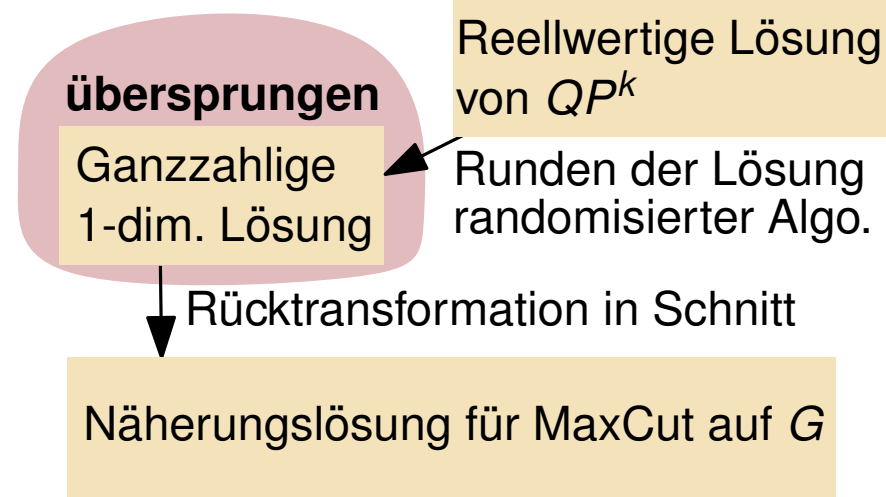 Reellwertige Lösung
von QP^k
übersprungen
Ganzzahlige
1-dim. Lösung
Runden der Lösung
randomisierter Algo.
Rücktransformation in Schnitt
Näherungslösung für MaxCut auf G